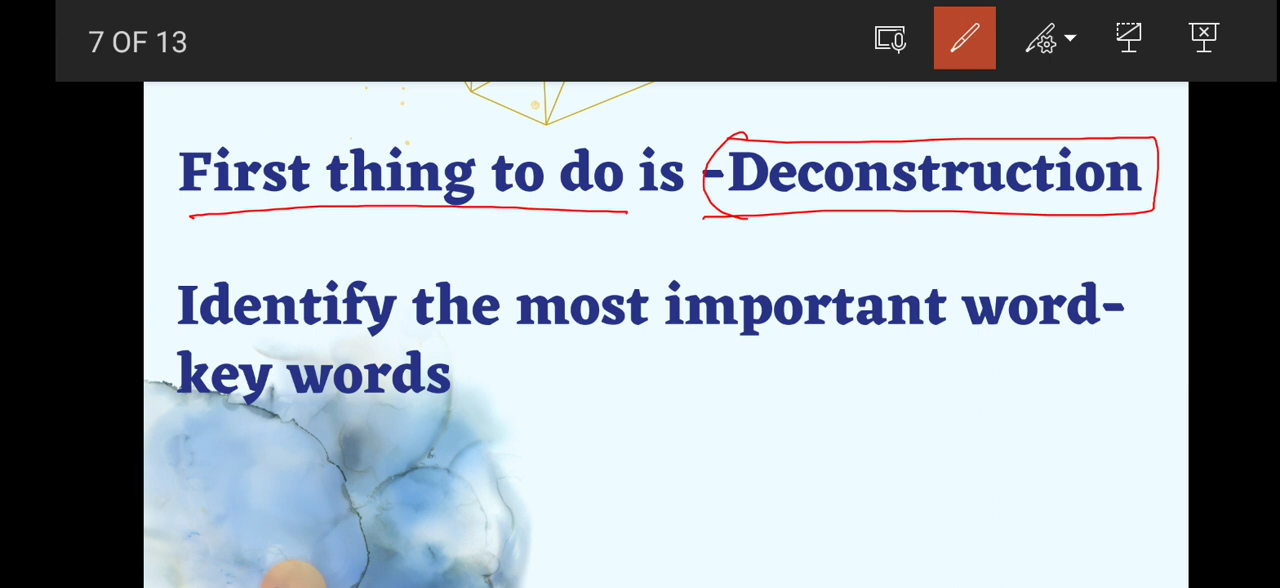 7 OF 13
First thing to do is -Deconstruction
Identify the most important word-
key words